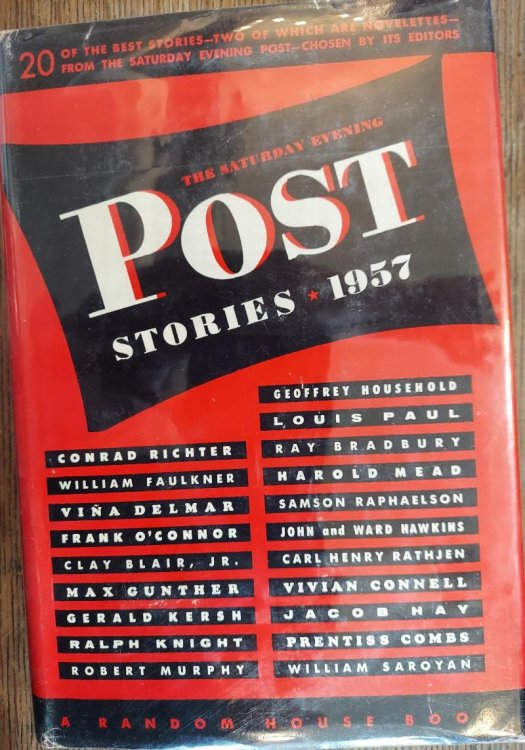 20 OF THE BEST STORIES—TWO OF WHICH ARE NOVELETTES—
FROM THE SATURDAY EVENING POST—CHOSEN BY ITS EDITORS
THE SATURDAY EVENING
POST
STORIES ★ 1957
CONRAD RICHTER
WILLIAM FAULKNER
VIÑA DELMAR
FRANK O'CONNOR
CLAY BLAIR, JR.
MAX GUNTHER
GERALD KERSH
RALPH KNIGHT
ROBERT MURPHY
GEOFFREY HOUSEHOLD
LOUIS PAUL
RAY BRADBURY
HAROLD MEAD
SAMSON RAPHAELSON
JOHN and WARD HAWKINS
CARL HENRY RATHJEN
VIVIAN CONNELL
JACOB HAY
PRENTISS COMBS
WILLIAM SAROYAN
A RANDOM HOUSE BOO